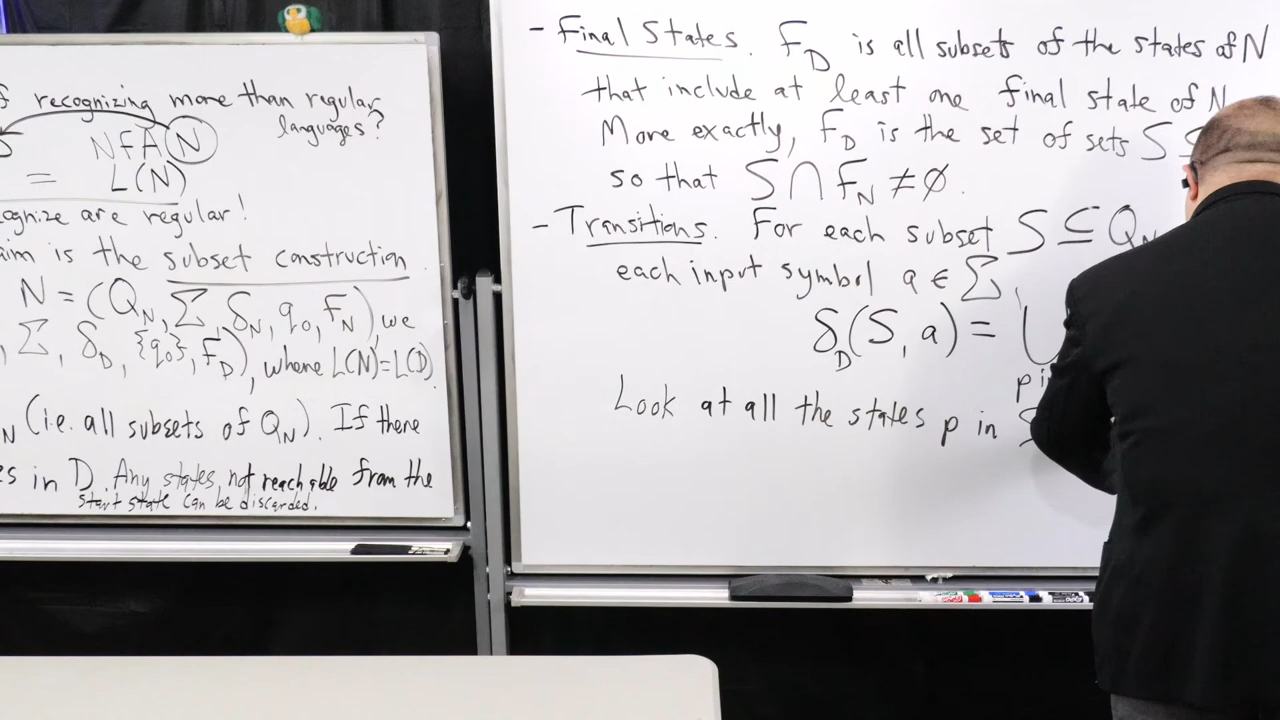 recognizing more than regular
languages?
NFA N
= L(N)
are regular!
is the subset construction
N = (Q_N, Σ, δ_N, q_0, F_N) we
, Σ, δ_D, {q_0}, F_D), where L(N)=L(D).
N (i.e. all subsets of Q_N). If there
in D. Any states not reachable from the
start state can be discarded.
- Final States. F_D is all subsets of the states of N
that include at least one final state of N
More exactly, F_D is the set of sets S ⊆
so that S ∩ F_N ≠ ∅.
- Transitions. For each subset S ⊆ Q_N
each input symbol a ∈ Σ,
δ_D(S, a) = ∪
p in
Look at all the states p in S